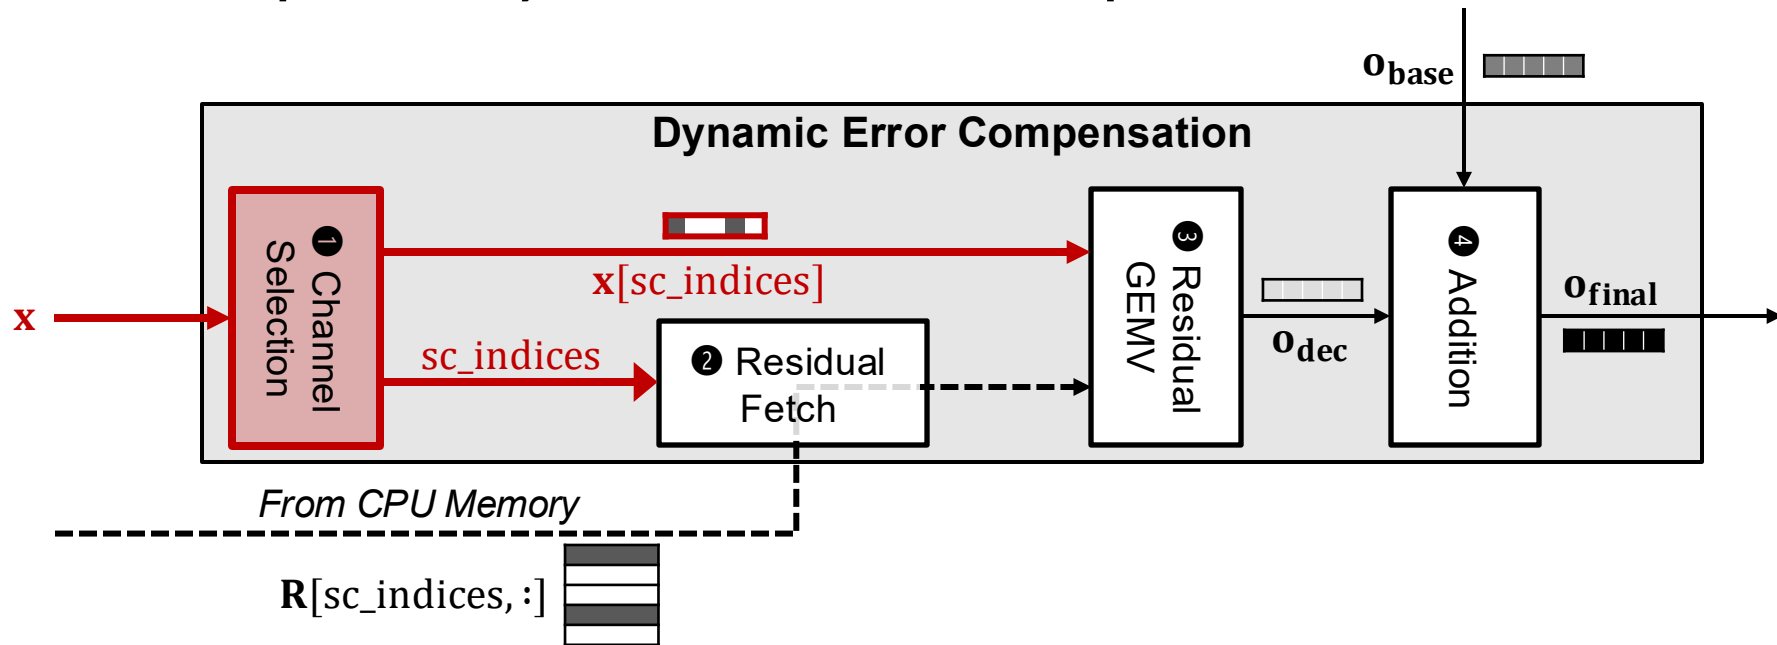 o_base
Dynamic Error Compensation
❶ Channel
Selection
x[sc_indices]
x
sc_indices
❷ Residual
Fetch
❸ Residual
GEMV
o_dec
❹ Addition
o_final
From CPU Memory
R[sc_indices, :]